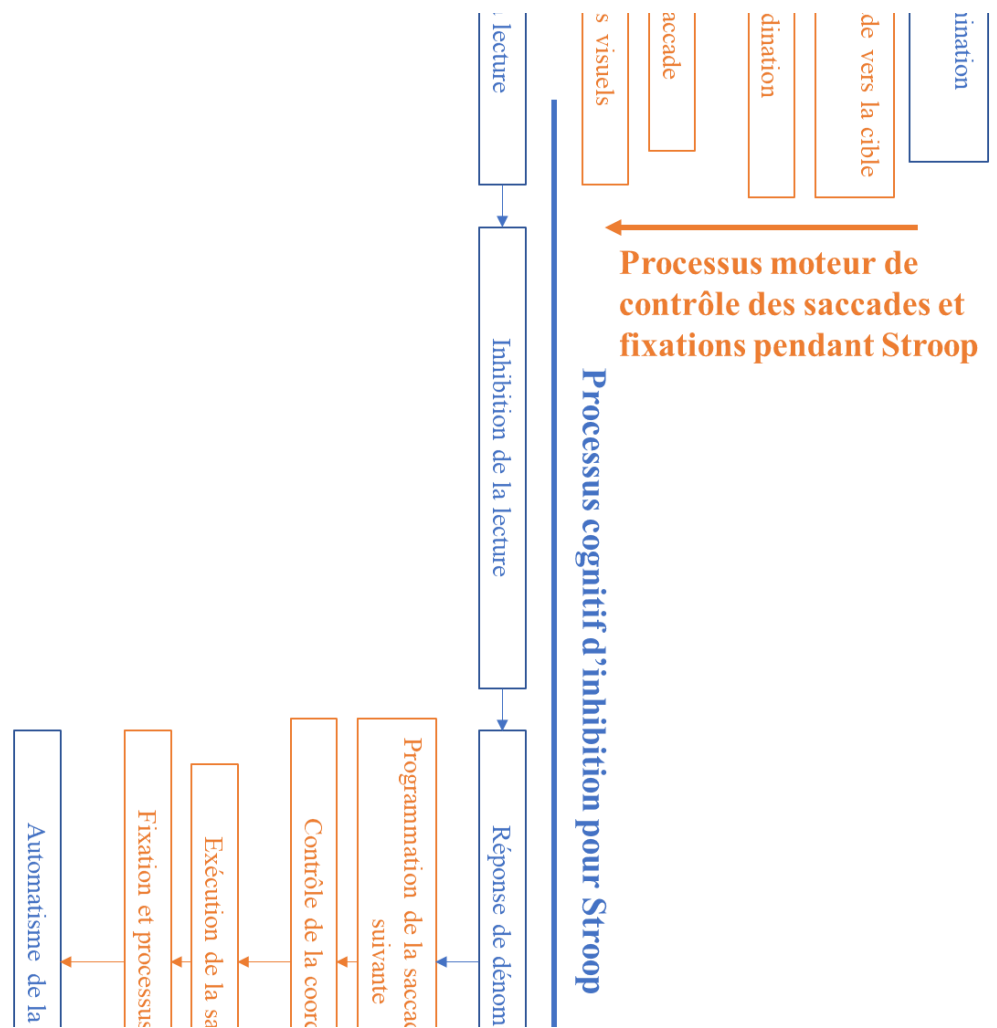 lecture
s visuels
accade
dination
de vers la cible
ination
Processus moteur de
contrôle des saccades et
fixations pendant Stroop
Processus cognitif d’inhibition pour Stroop
Inhibition de la lecture
Réponse de dénom
Programmation de la saccad
suivante
Contrôle de la coord
Exécution de la sa
Fixation et processus
Automatisme de la